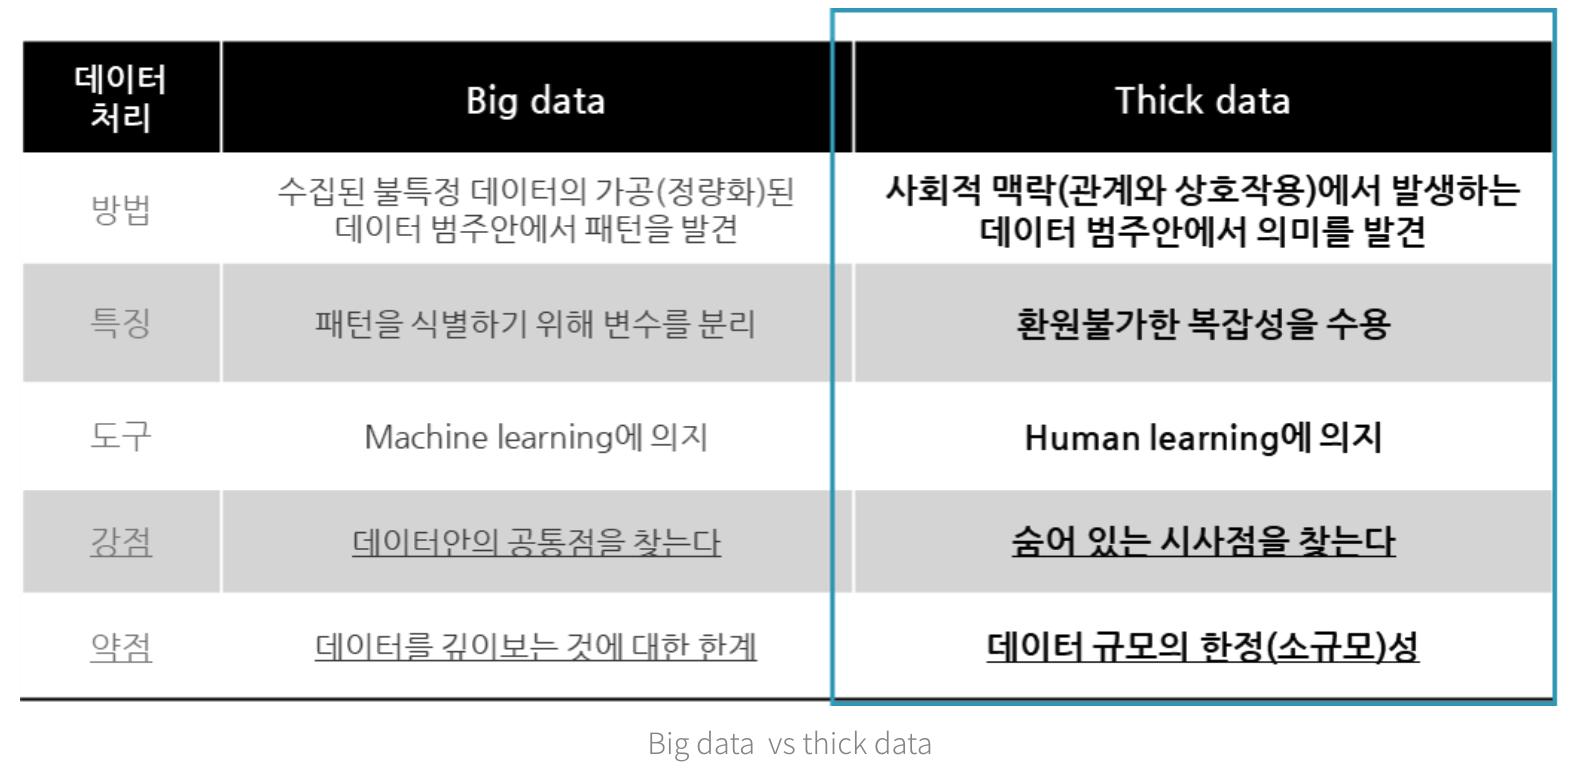 데이터
처리
Big data
Thick data
방법
수집된 불특정 데이터의 가공(정량화)된
데이터 범주안에서 패턴을 발견
사회적 맥락(관계와 상호작용)에서 발생하는
데이터 범주안에서 의미를 발견
특징
패턴을 식별하기 위해 변수를 분리
환원불가한 복잡성을 수용
도구
Machine learning에 의지
Human learning에 의지
강점
데이터안의 공통점을 찾는다
숨어 있는 시사점을 찾는다
약점
데이터를 깊이보는 것에 대한 한계
데이터 규모의 한정(소규모)성
Big data vs thick data